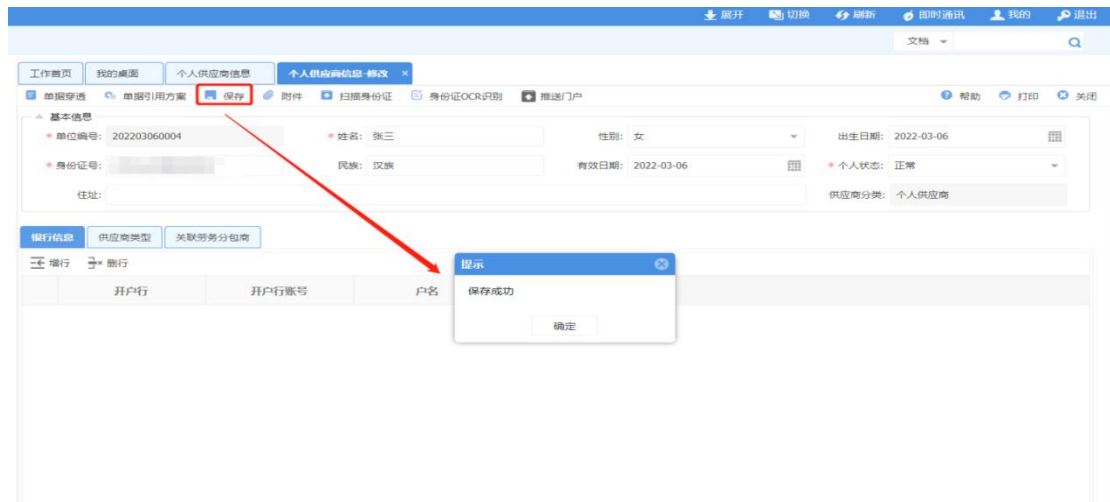 展开 切换 刷新 即时通讯 我的 退出
文档
工作首页 我的桌面 个人供应商信息 个人供应商信息-修改 ×
单据穿透 单据引用方案 保存 附件 扫描身份证 身份证OCR识别 推送门户 帮助 打印 关闭
基本信息
* 单位编号: 202203060004 * 姓名: 张三 性别: 女 出生日期: 2022-03-06
* 身份证号: 民族: 汉族 有效日期: 2022-03-06 * 个人状态: 正常
住址: 供应商分类: 个人供应商
银行信息 供应商类型 关联劳务分包商
增行 删行
开户行 开户行账号 户名
提示
保存成功
确定